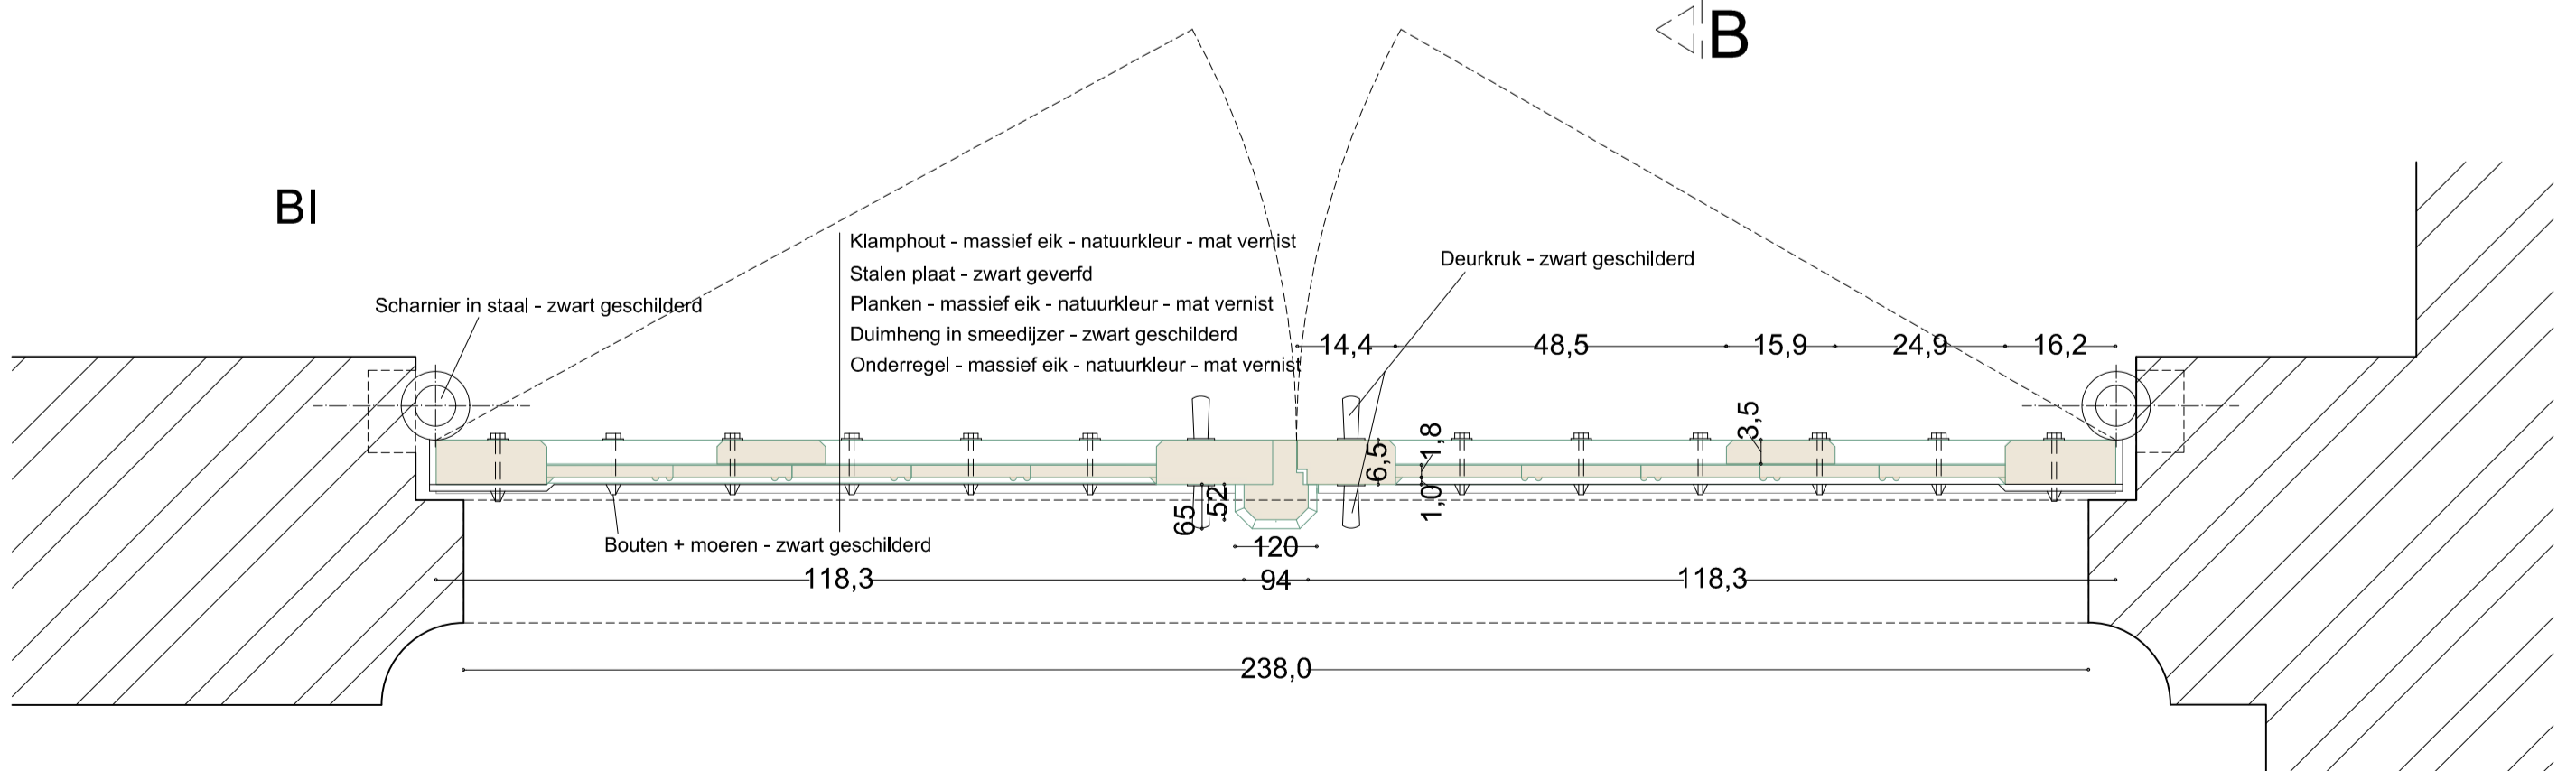 B
BI
Klamphout - massief eik - natuurkleur - mat vernist
Stalen plaat - zwart geverfd
Planken - massief eik - natuurkleur - mat vernist
Duimheng in smeedijzer - zwart geschilderd
Onderregel - massief eik - natuurkleur - mat vernist
Deurkruk - zwart geschilderd
Scharnier in staal - zwart geschilderd
14,4 48,5 15,9 24,9 16,2
3,5
1,8
6,5
1,0
65
52
Bouten + moeren - zwart geschilderd
120
118,3 94 118,3
238,0